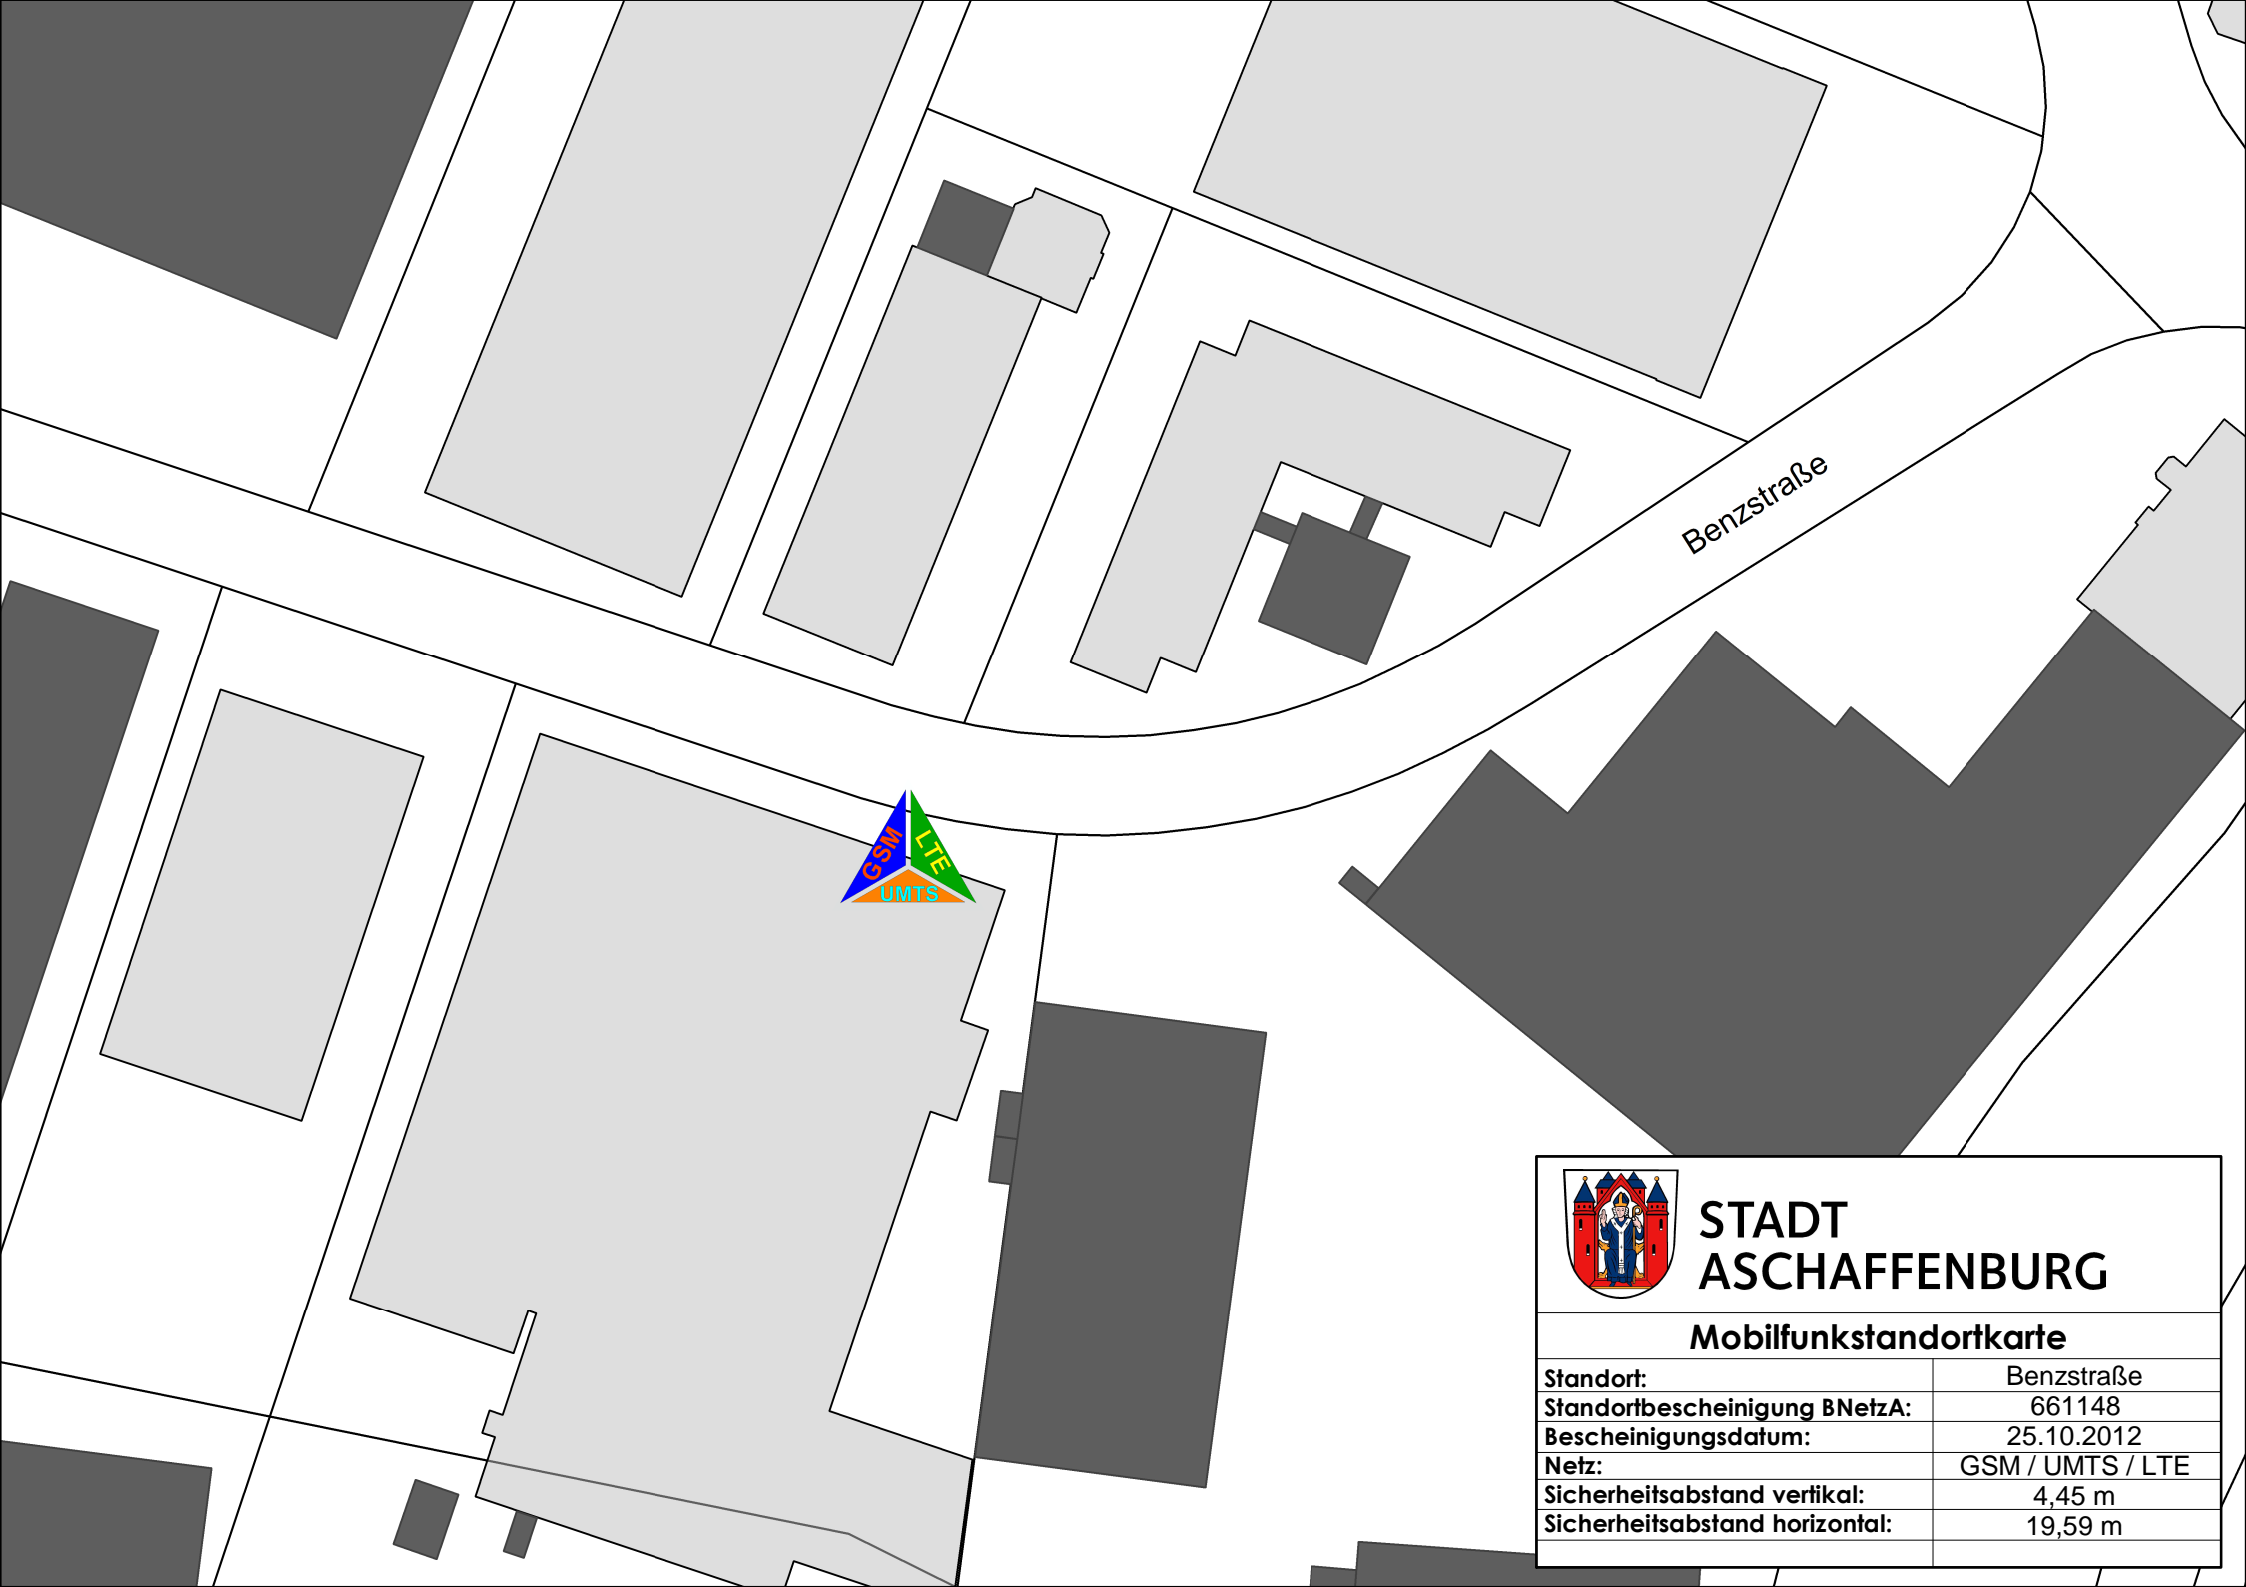 Benzstraße
GSM
LTE
UMTS
STADT
ASCHAFFENBURG
Mobilfunkstandortkarte
Standort: Benzstraße
Standortbescheinigung BNetzA: 661148
Bescheinigungsdatum: 25.10.2012
Netz: GSM / UMTS / LTE
Sicherheitsabstand vertikal: 4,45 m
Sicherheitsabstand horizontal: 19,59 m